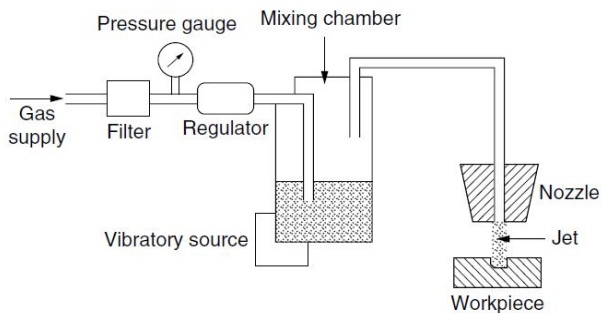 Pressure gauge
Mixing chamber
Gas
supply
Filter
Regulator
Nozzle
Vibratory source
Jet
Workpiece